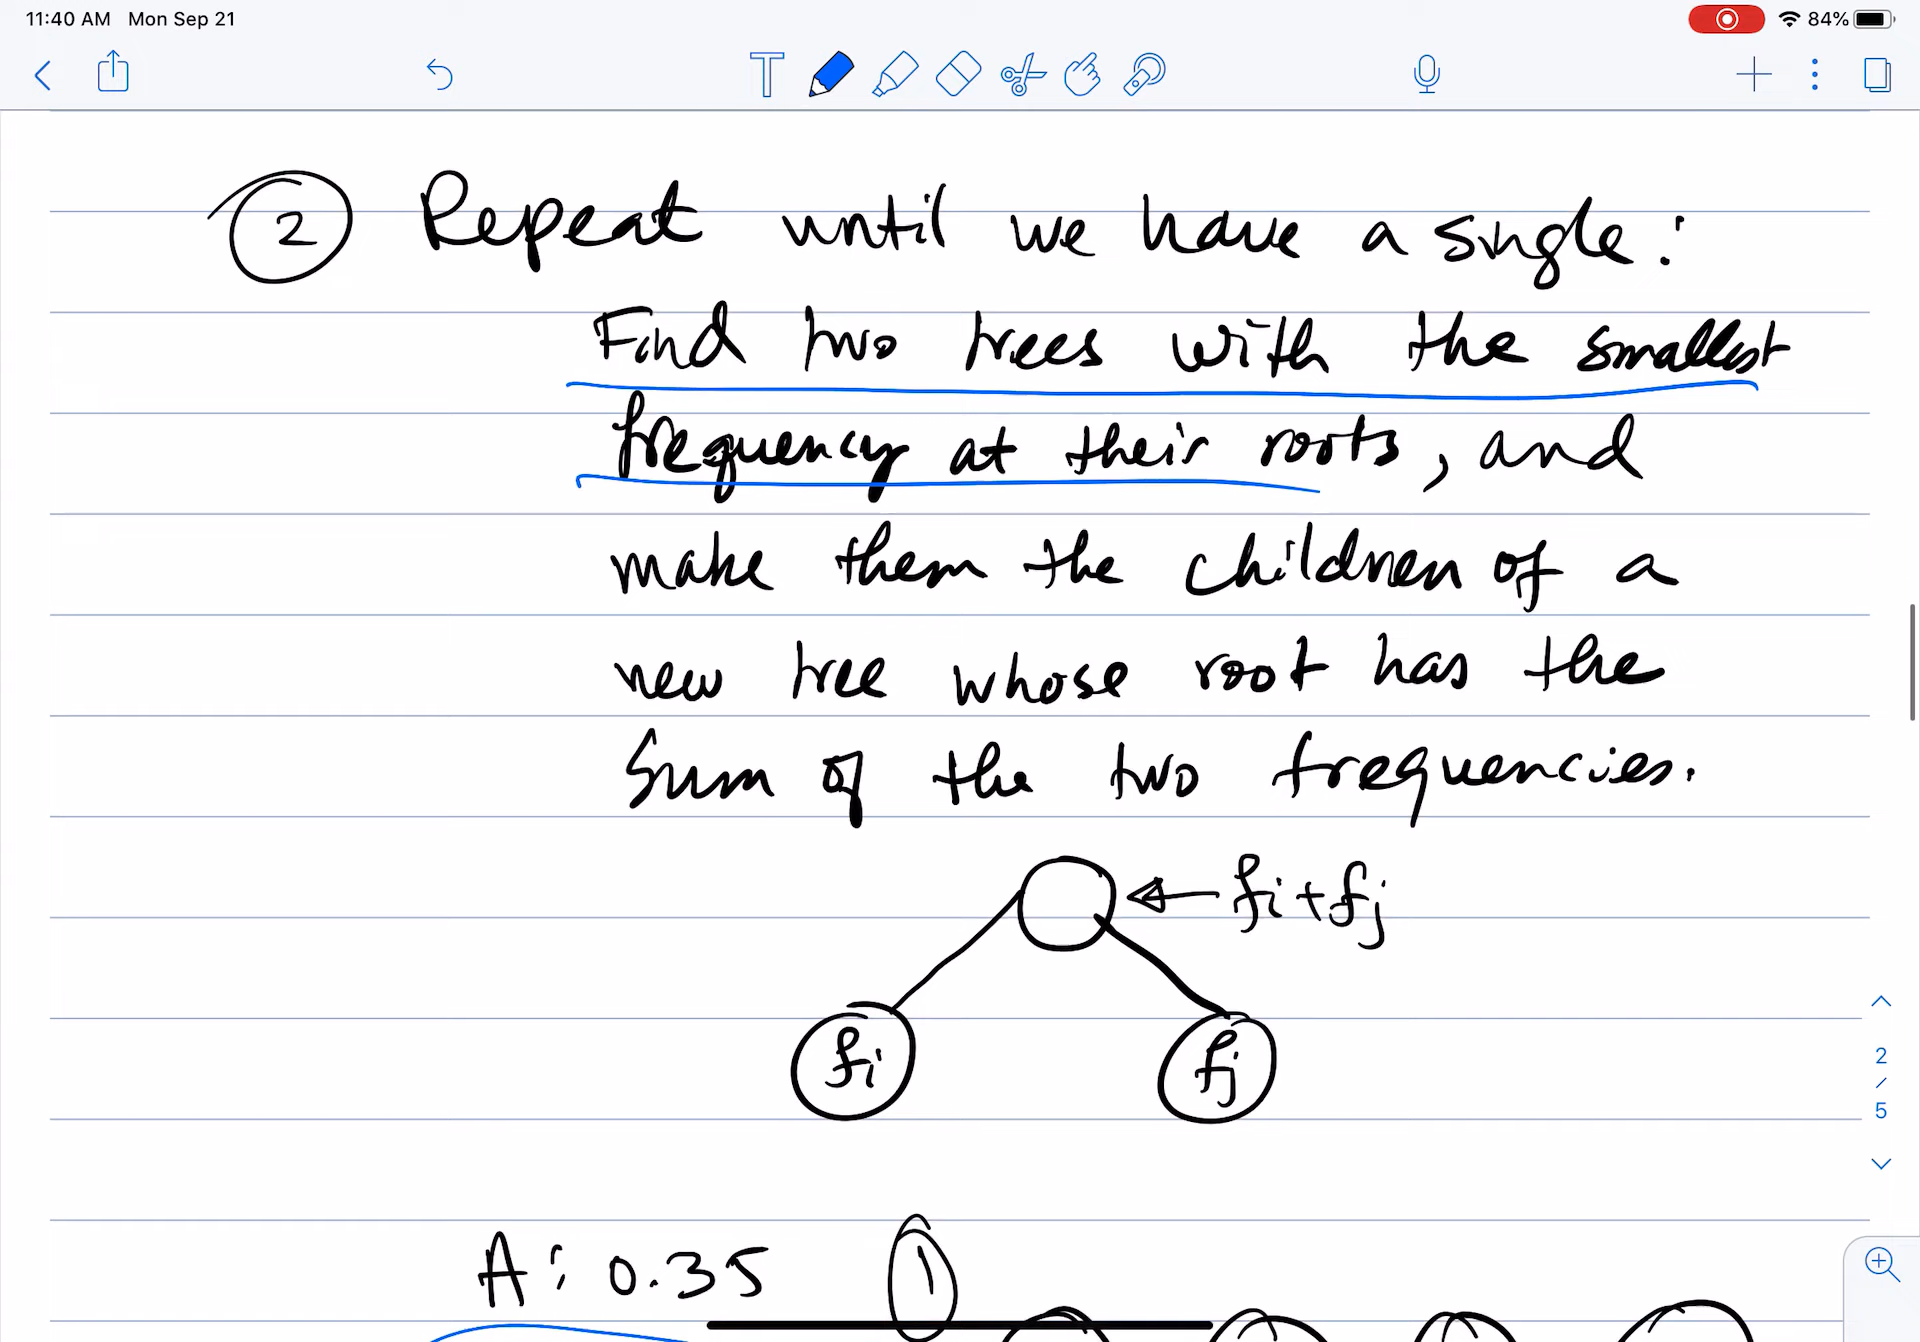 11:40 AM Mon Sep 21
84%
T
2 Repeat until we have a single:
Find two trees with the smallest
frequency at their roots, and
make them the children of a
new tree whose root has the
sum of the two frequencies.
fi+fj
fi fj
2
/
5
A: 0.35 1